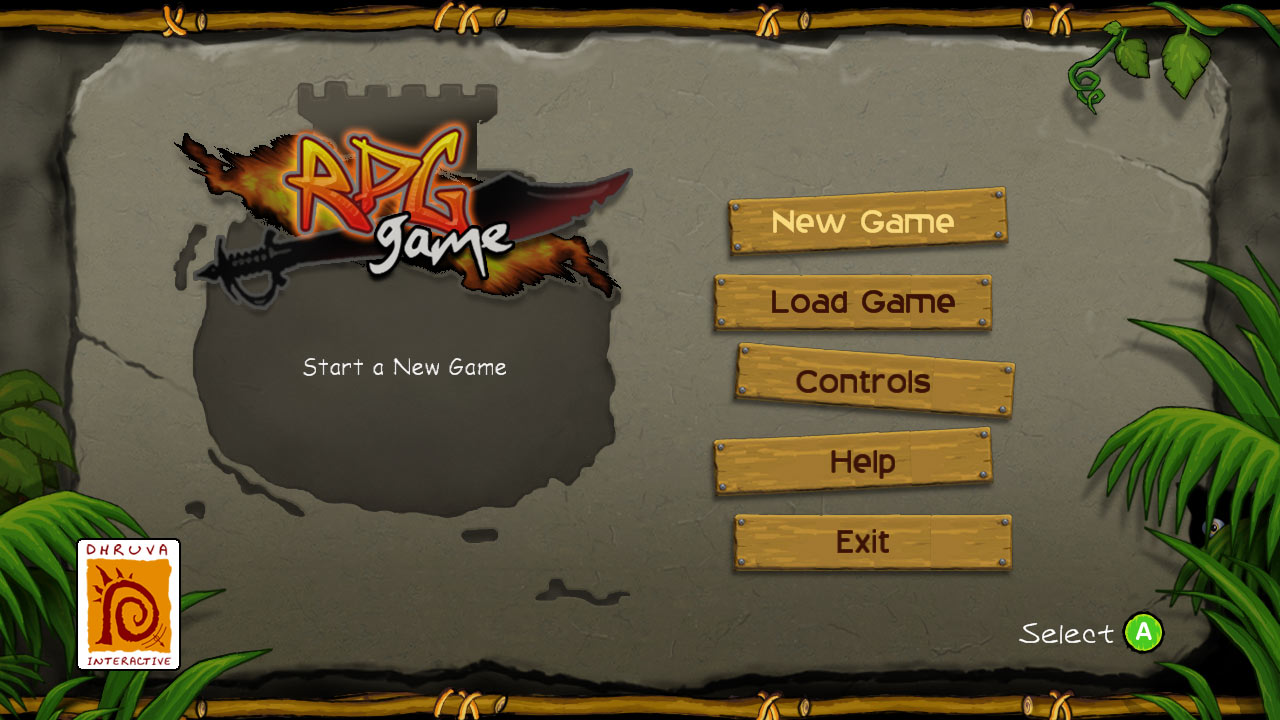 RPG
game
Start a New Game
New Game
Load Game
Controls
Help
Exit
Select A
DHRUVA
INTERACTIVE